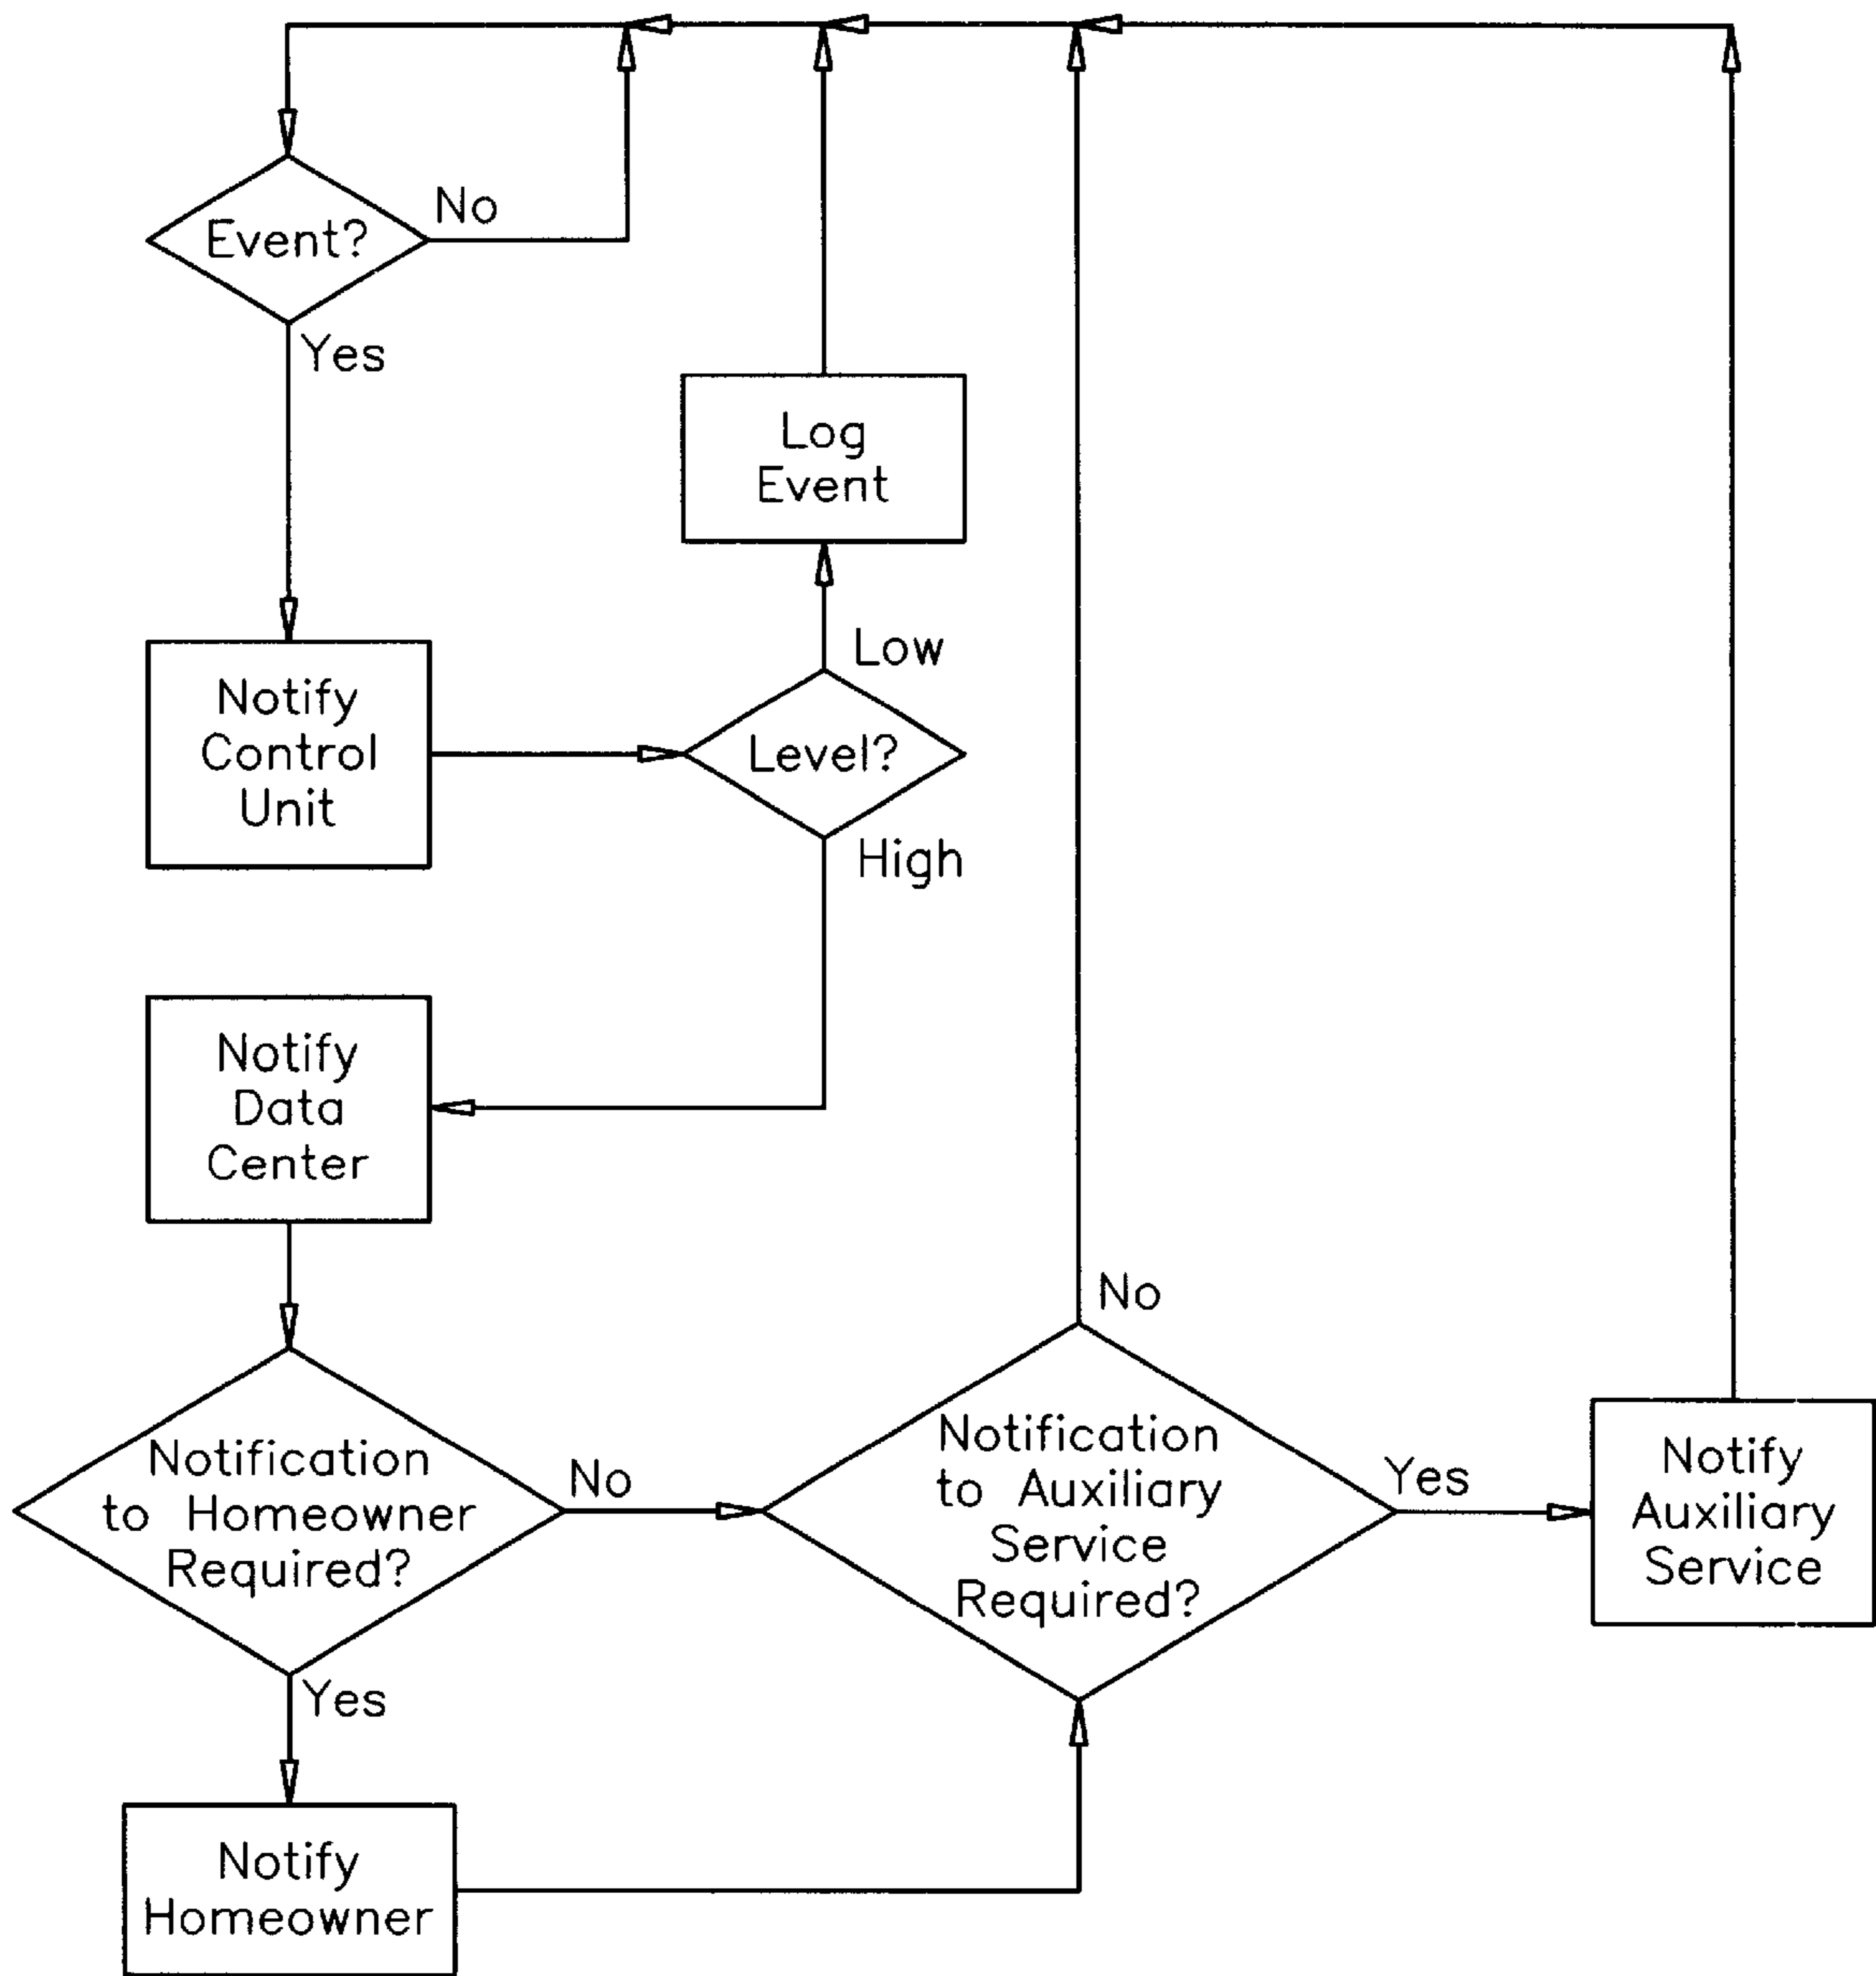 Event?
No
Yes
Log
Event
Low
Notify
Control
Unit
Level?
High
Notify
Data
Center
No
Notification
to Homeowner
Required?
No
Notification
to Auxiliary
Service
Required?
Yes
Notify
Auxiliary
Service
Yes
Notify
Homeowner